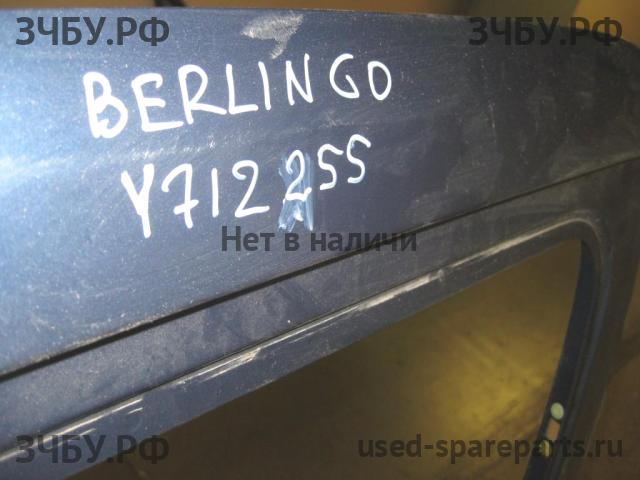 ЗЧБУ.РФ ЗЧБУ.РФ
BERLINGO
Y712255
Нет в наличи
ЗЧБУ.РФ used-spareparts.ru